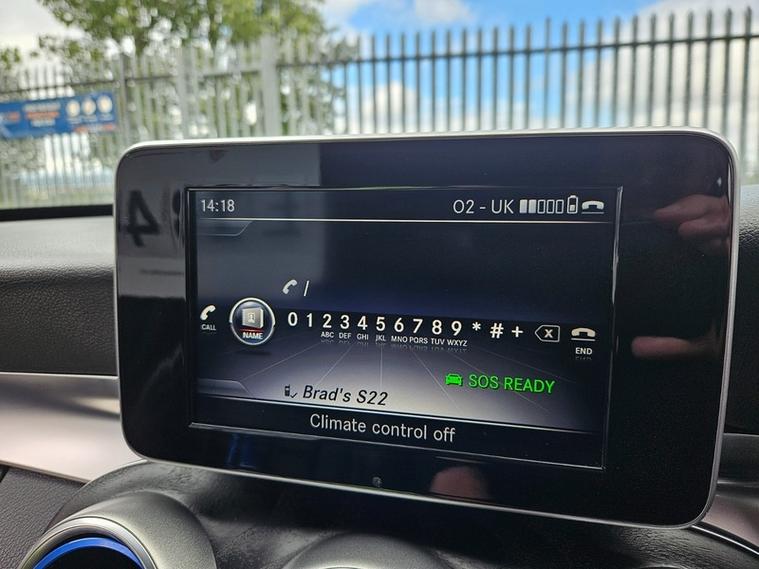 14:18 O2 - UK
/
CALL NAME 0 1 2 3 4 5 6 7 8 9 * # + X END
ABC DEF GHI JKL MNO PQRS TUV WXYZ
SOS READY
Brad's S22
Climate control off
4